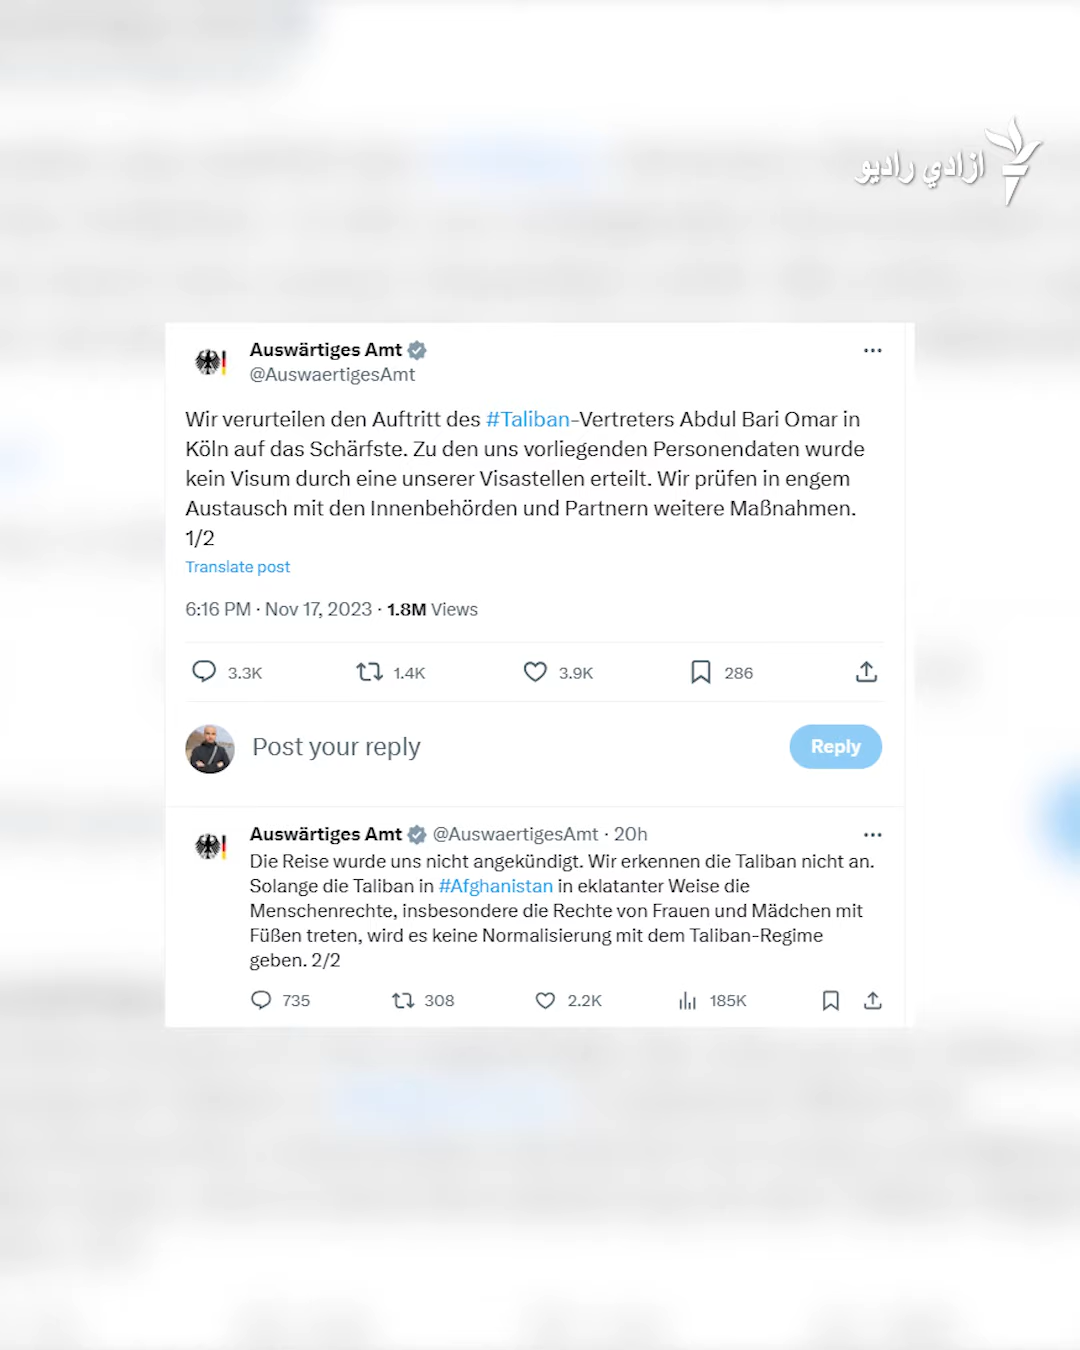 ازادي راديو
Auswärtiges Amt
@AuswaertigesAmt
Wir verurteilen den Auftritt des #Taliban-Vertreters Abdul Bari Omar in
Köln auf das Schärfste. Zu den uns vorliegenden Personendaten wurde
kein Visum durch eine unserer Visastellen erteilt. Wir prüfen in engem
Austausch mit den Innenbehörden und Partnern weitere Maßnahmen.
1/2
Translate post
6:16 PM · Nov 17, 2023 · 1.8M Views
3.3K 1.4K 3.9K 286
Post your reply Reply
Auswärtiges Amt @AuswaertigesAmt · 20h
Die Reise wurde uns nicht angekündigt. Wir erkennen die Taliban nicht an.
Solange die Taliban in #Afghanistan in eklatanter Weise die
Menschenrechte, insbesondere die Rechte von Frauen und Mädchen mit
Füßen treten, wird es keine Normalisierung mit dem Taliban-Regime
geben. 2/2
735 308 2.2K 185K